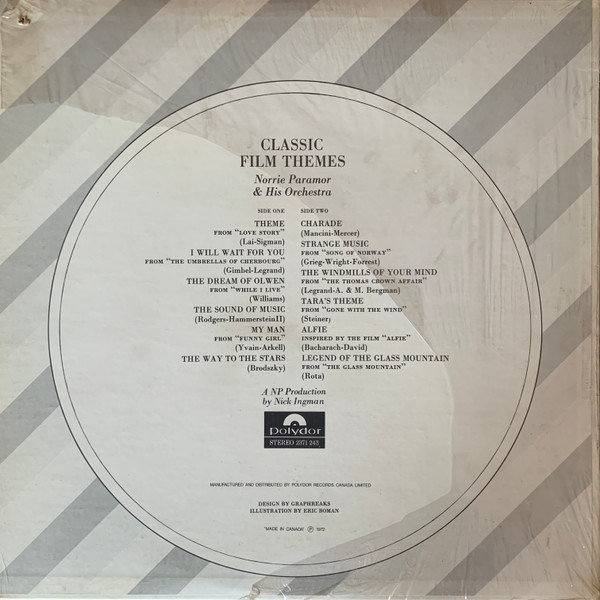 CLASSIC
FILM THEMES
Norrie Paramor
& His Orchestra
SIDE ONE
THEME
FROM "LOVE STORY"
(Lai-Sigman)
I WILL WAIT FOR YOU
FROM "THE UMBRELLAS OF CHERBOURG"
(Gimbel-Legrand)
THE DREAM OF OLWEN
FROM "WHILE I LIVE"
(Williams)
THE SOUND OF MUSIC
(Rodgers-HammersteinII)
MY MAN
FROM "FUNNY GIRL"
(Yvain-Arkell)
THE WAY TO THE STARS
(Brodszky)
SIDE TWO
CHARADE
(Mancini-Mercer)
STRANGE MUSIC
FROM "SONG OF NORWAY"
(Grieg-Wright-Forrest)
THE WINDMILLS OF YOUR MIND
FROM "THE THOMAS CROWN AFFAIR"
(Legrand-A. & M. Bergman)
TARA'S THEME
FROM "GONE WITH THE WIND"
(Steiner)
ALFIE
INSPIRED BY THE FILM "ALFIE"
(Bacharach-David)
LEGEND OF THE GLASS MOUNTAIN
FROM "THE GLASS MOUNTAIN"
(Rota)
A NP Production
by Nick Ingman
polydor
STEREO 2371 243
MANUFACTURED AND DISTRIBUTED BY POLYDOR RECORDS CANADA LIMITED
DESIGN BY GRAPHREAKS
ILLUSTRATION BY ERIC BOMAN
"MADE IN CANADA" ℗ 1972